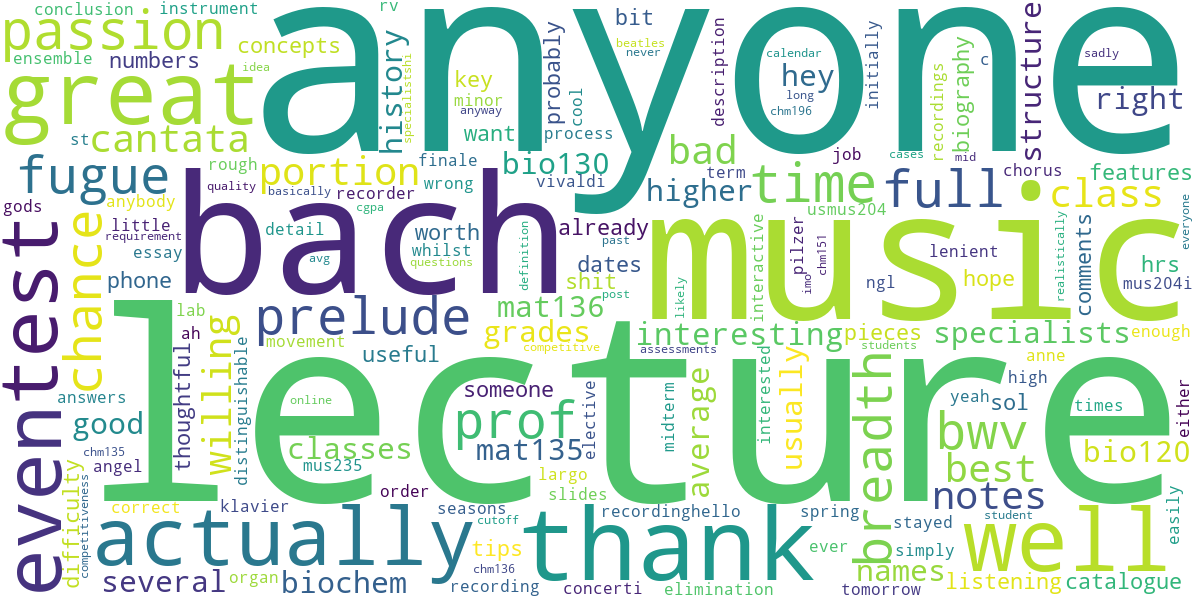 conclusion instrument rv
passion anyone bit
beatles never calendar sadly
ensemble numbers concepts idea
great history specialistshi key minor anyway cool probably process hey long chm196 description initially c recordings biography structure right
st cantata want
rough finale bio130 bad term job cases mid chorus features
fugue portion vivaldi higher time full class
gods quality basically recorder wrong usmus204
anybody cgpa already
little requirement bach detail worth whilst questions definition past post shit dates music interactive pilzer chm151 imo ngl lenient hope comments realistically hrs everyone
essay avg likely mus204i
eventest chance phone
prelude mat136 grades interesting pieces specialists enough
lab ah movement useful competitive assessments students
willing distinguishable lecture someone prof elective midterm average interested usually breadth anne high yeah sol times either
answers thoughtful
good classes mat135 bwv bio120
chm135 mus235 best
angel largo slides notes
difficulty competitiveness order
correct klavier seasons cutoff recordinghello spring stayed well easily
actually thank ever simply student
tips chm136 names
several organ biochem recording concerti elimination tomorrow listening catalogue